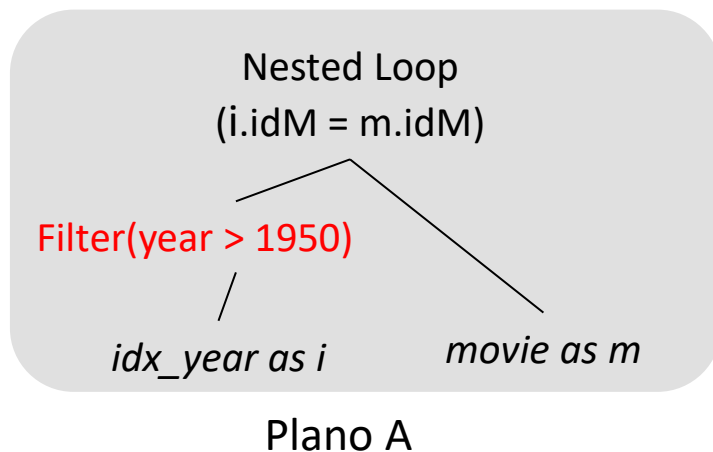 Nested Loop
(i.idM = m.idM)
Filter(year > 1950)
idx_year as i
movie as m
Plano A